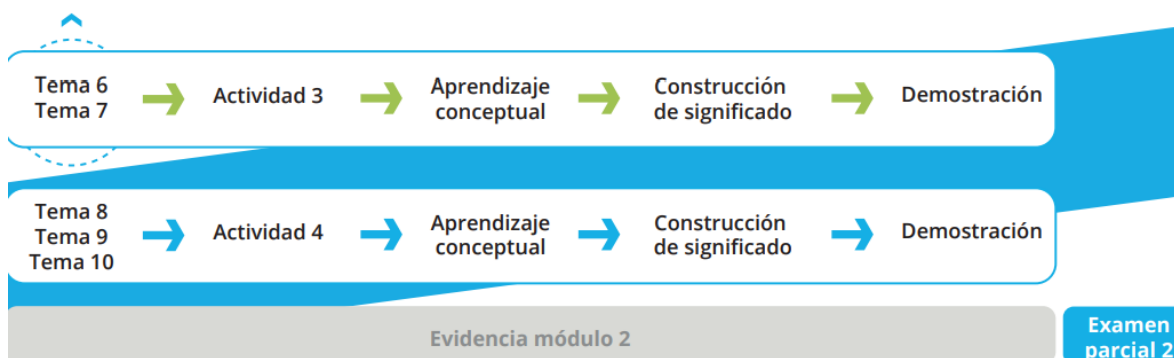 Tema 6
Tema 7
Actividad 3
Aprendizaje
conceptual
Construcción
de significado
Demostración
Tema 8
Tema 9
Tema 10
Actividad 4
Aprendizaje
conceptual
Construcción
de significado
Demostración
Evidencia módulo 2
Examen
parcial 2